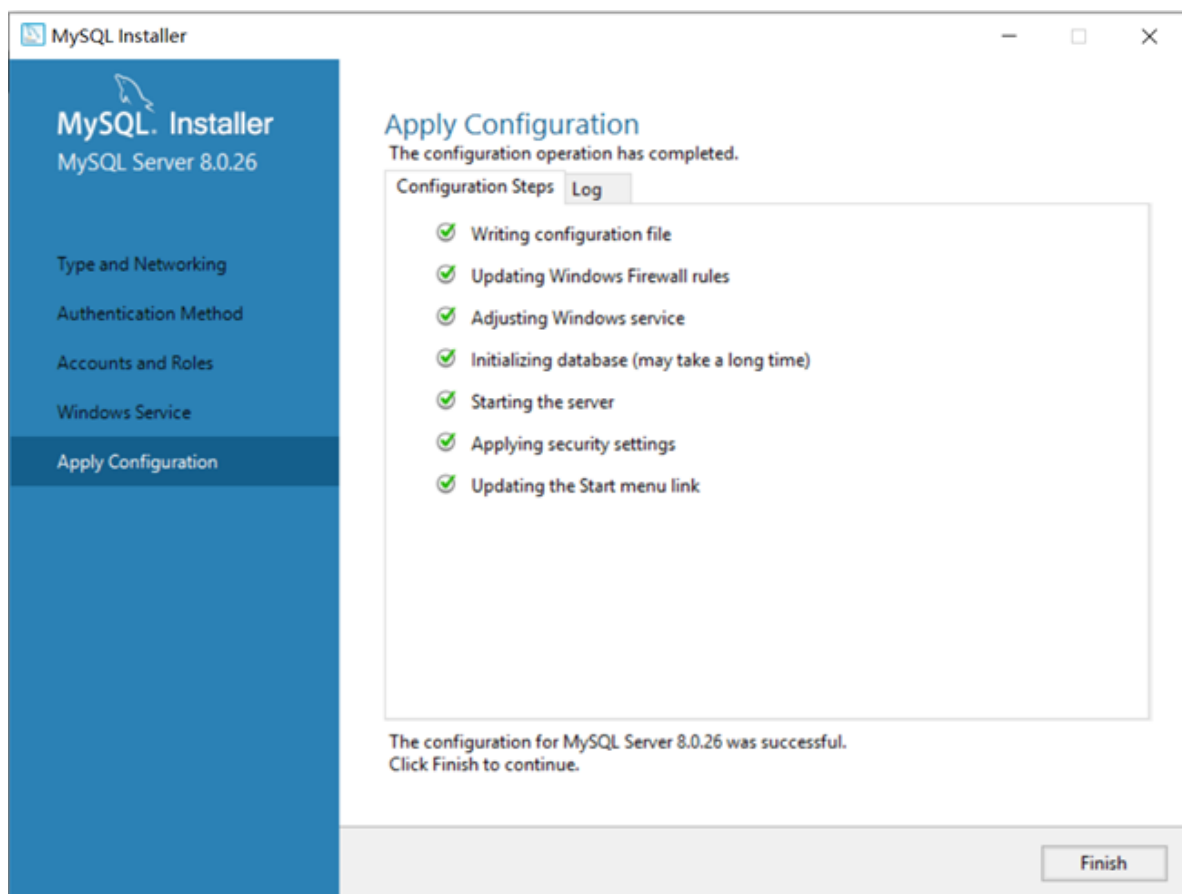 MySQL Installer
MySQL. Installer
MySQL Server 8.0.26
Type and Networking
Authentication Method
Accounts and Roles
Windows Service
Apply Configuration
Apply Configuration
The configuration operation has completed.
Configuration Steps
Log
Writing configuration file
Updating Windows Firewall rules
Adjusting Windows service
Initializing database (may take a long time)
Starting the server
Applying security settings
Updating the Start menu link
The configuration for MySQL Server 8.0.26 was successful.
Click Finish to continue.
Finish